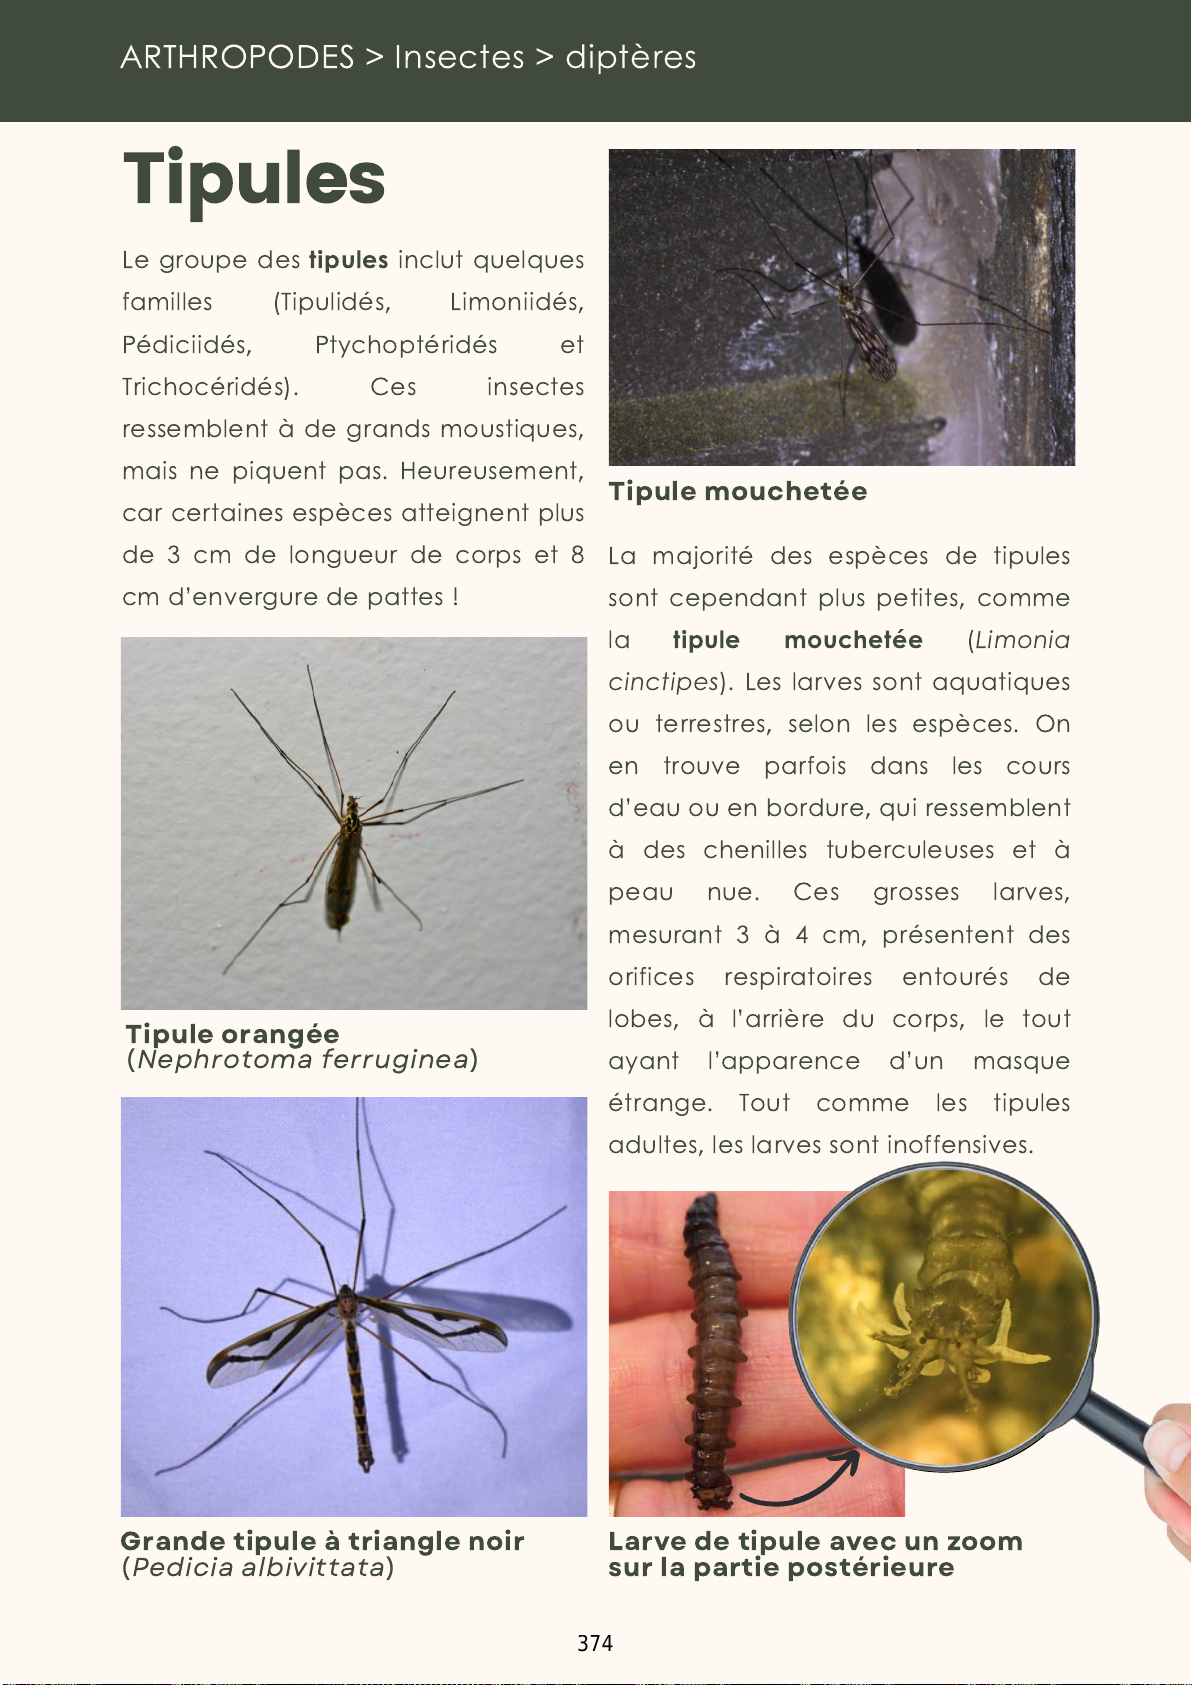 ARTHROPODES > Insectes > diptères
Tipules
Le groupe des tipules inclut quelques
familles (Tipulidés, Limoniidés,
Pédiciidés, Ptychoptéridés et
Trichocéridés). Ces insectes
ressemblent à de grands moustiques,
mais ne piquent pas. Heureusement,
car certaines espèces atteignent plus
de 3 cm de longueur de corps et 8
cm d'envergure de pattes !
Tipule orangée
(Nephrotoma ferruginea)
Grande tipule à triangle noir
(Pedicia albivittata)
Tipule mouchetée
La majorité des espèces de tipules
sont cependant plus petites, comme
la tipule mouchetée (Limonia
cinctipes). Les larves sont aquatiques
ou terrestres, selon les espèces. On
en trouve parfois dans les cours
d'eau ou en bordure, qui ressemblent
à des chenilles tuberculeuses et à
peau nue. Ces grosses larves,
mesurant 3 à 4 cm, présentent des
orifices respiratoires entourés de
lobes, à l'arrière du corps, le tout
ayant l'apparence d'un masque
étrange. Tout comme les tipules
adultes, les larves sont inoffensives.
Larve de tipule avec un zoom
sur la partie postérieure
374